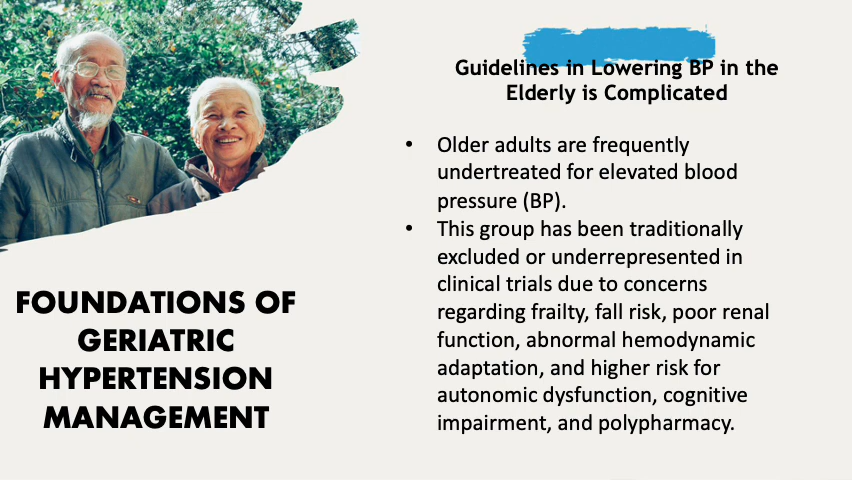 FOUNDATIONS OF
GERIATRIC
HYPERTENSION
MANAGEMENT
Guidelines in Lowering BP in the
Elderly is Complicated
• Older adults are frequently
undertreated for elevated blood
pressure (BP).
• This group has been traditionally
excluded or underrepresented in
clinical trials due to concerns
regarding frailty, fall risk, poor renal
function, abnormal hemodynamic
adaptation, and higher risk for
autonomic dysfunction, cognitive
impairment, and polypharmacy.